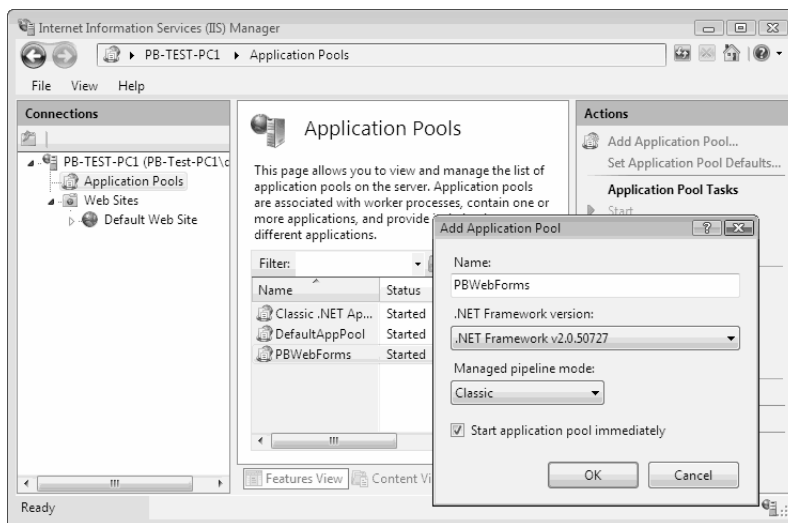 Internet Information Services (IIS) Manager
PB-TEST-PC1 Application Pools
File View Help
Connections
PB-TEST-PC1 (PB-Test-PC1\
Application Pools
Web Sites
Default Web Site
Application Pools
This page allows you to view and manage the list of
application pools on the server. Application pools
are associated with worker processes, contain one or
more applications, and provide
different applications.
Filter:
Name Status
Classic .NET Ap... Started
DefaultAppPool Started
PBWebForms Started
Features View Content Vi
Actions
Add Application Pool...
Set Application Pool Defaults...
Application Pool Tasks
Start
Add Application Pool
Name:
PBWebForms
.NET Framework version:
.NET Framework v2.0.50727
Managed pipeline mode:
Classic
Start application pool immediately
OK Cancel
Ready